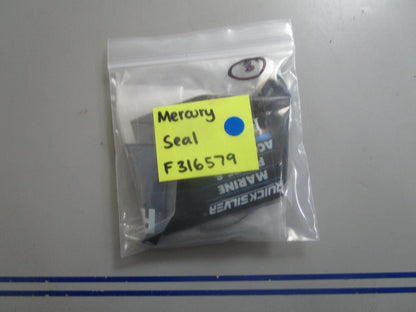 Mercury
Seal
F316579
QUICKSILVER
MARINE